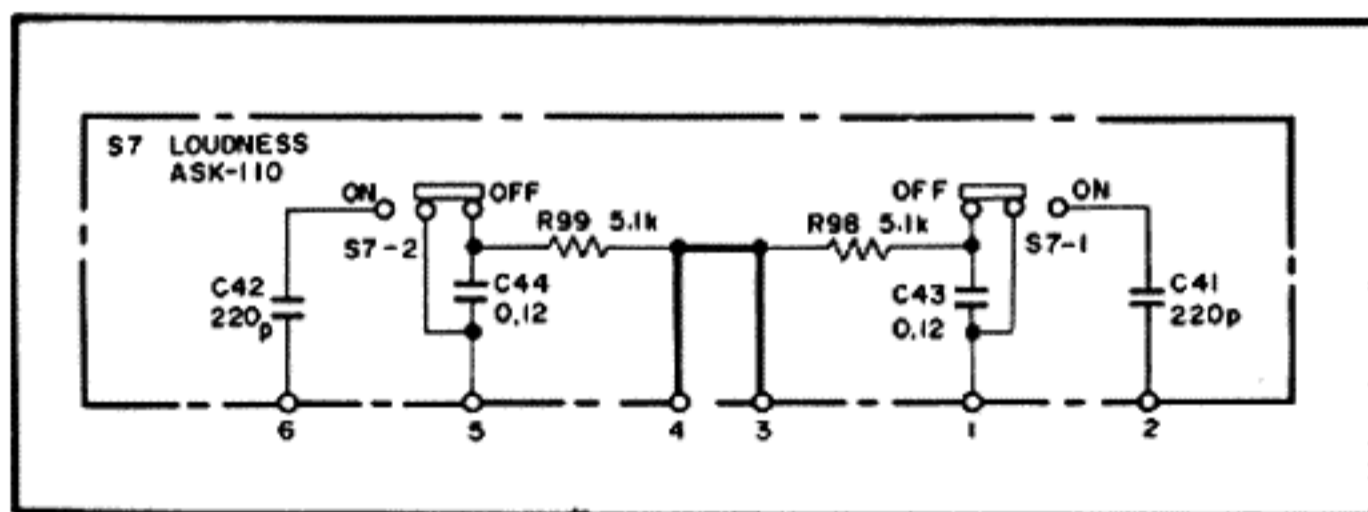 S7 LOUDNESS
ASK-110
ON
OFF
S7-2
R99 5.1k
C42
220p
C44
0.12
OFF
ON
R98 5.1k
S7-1
C43
0.12
C41
220p
6 5 4 3 1 2